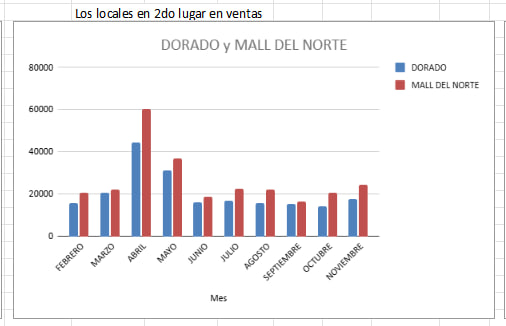 Los locales en 2do lugar en ventas
DORADO y MALL DEL NORTE
80000
60000
40000
20000
0
DORADO
MALL DEL NORTE
FEBRERO
MARZO
ABRIL
MAYO
JUNIO
JULIO
AGOSTO
SEPTIEMBRE
OCTUBRE
NOVIEMBRE
Mes